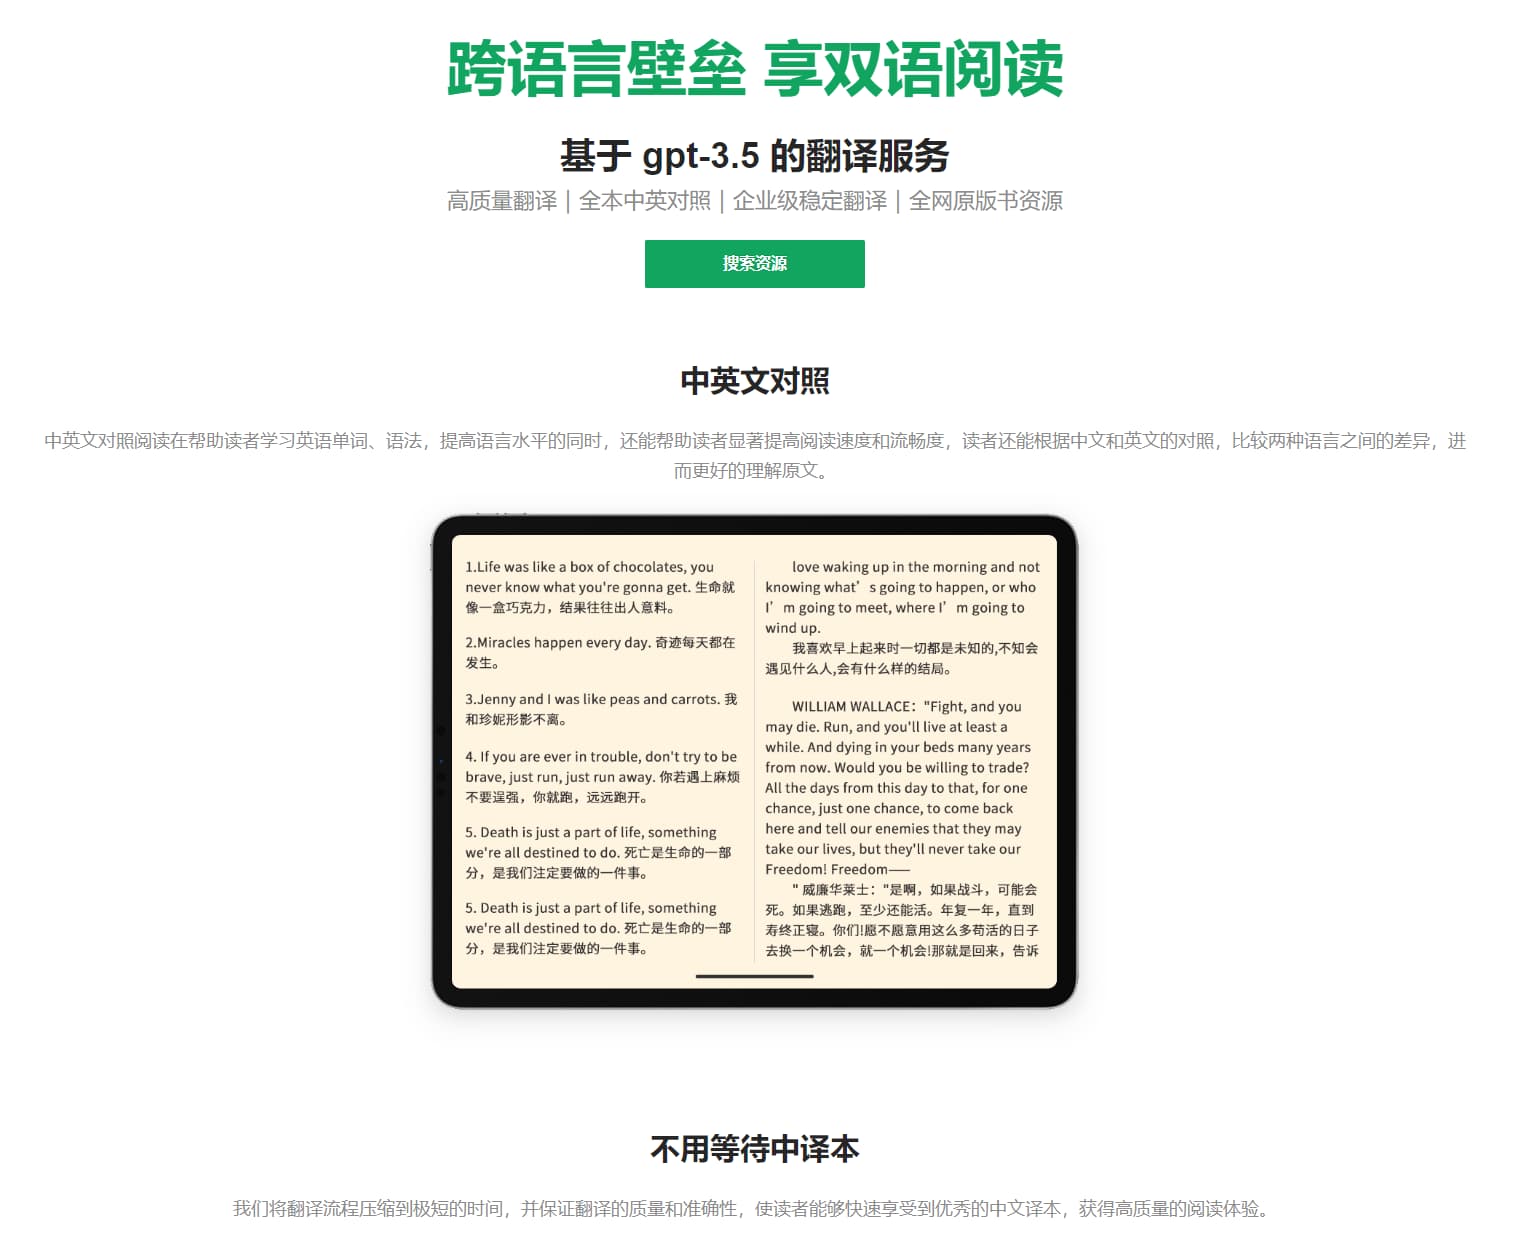 跨语言壁垒 享双语阅读
基于 gpt-3.5 的翻译服务
高质量翻译｜全本中英对照｜企业级稳定翻译｜全网原版书资源
搜索资源
中英文对照
中英文对照阅读在帮助读者学习英语单词、语法，提高语言水平的同时，还能帮助读者显著提高阅读速度和流畅度，读者还能根据中文和英文的对照，比较两种语言之间的差异，进
而更好的理解原文。
1.Life was like a box of chocolates, you
never know what you're gonna get. 生命就
像一盒巧克力，结果往往出人意料。
2.Miracles happen every day. 奇迹每天都在
发生。
3.Jenny and I was like peas and carrots. 我
和珍妮形影不离。
4. If you are ever in trouble, don't try to be
brave, just run, just run away. 你若遇上麻烦
不要逞强，你就跑，远远跑开。
5. Death is just a part of life, something
we're all destined to do. 死亡是生命的一部
分，是我们注定要做的一件事。
5. Death is just a part of life, something
we're all destined to do. 死亡是生命的一部
分，是我们注定要做的一件事。
love waking up in the morning and not
knowing what’s going to happen, or who
I’m going to meet, where I’m going to
wind up.
我喜欢早上起来时一切都是未知的,不知会
遇见什么人,会有什么样的结局。
WILLIAM WALLACE："Fight, and you
may die. Run, and you'll live at least a
while. And dying in your beds many years
from now. Would you be willing to trade?
All the days from this day to that, for one
chance, just one chance, to come back
here and tell our enemies that they may
take our lives, but they'll never take our
Freedom! Freedom——
" 威廉华莱士："是啊，如果战斗，可能会
死。如果逃跑，至少还能活。年复一年，直到
寿终正寝。你们!愿不愿意用这么多苟活的日子
去换一个机会，就一个机会!那就是回来，告诉
不用等待中译本
我们将翻译流程压缩到极短的时间，并保证翻译的质量和准确性，使读者能够快速享受到优秀的中文译本，获得高质量的阅读体验。